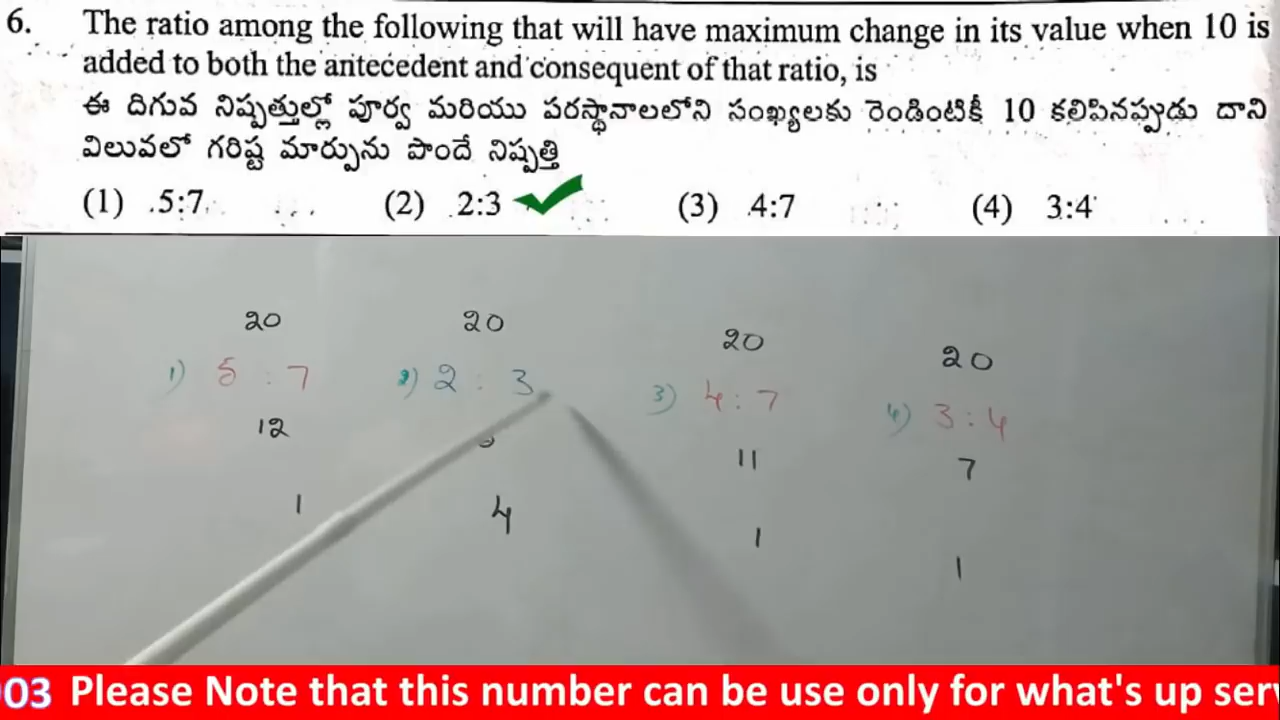 6. The ratio among the following that will have maximum change in its value when 10 is
added to both the antecedent and consequent of that ratio, is
ఈ దిగువ నిష్పత్తుల్లో పూర్వ మరియు పరస్థానాలలోని సంఖ్యలకు రెండింటికీ 10 కలిపినప్పుడు దాని
విలువలో గరిష్ట మార్పును పొందే నిష్పత్తి
(1) 5:7 (2) 2:3 (3) 4:7 (4) 3:4
20 20 20 20
1) 5 : 7 2) 2 : 3 3) 4 : 7 4) 3 : 4
12 11 7
1 4 1 1
03 Please Note that this number can be use only for what's up ser